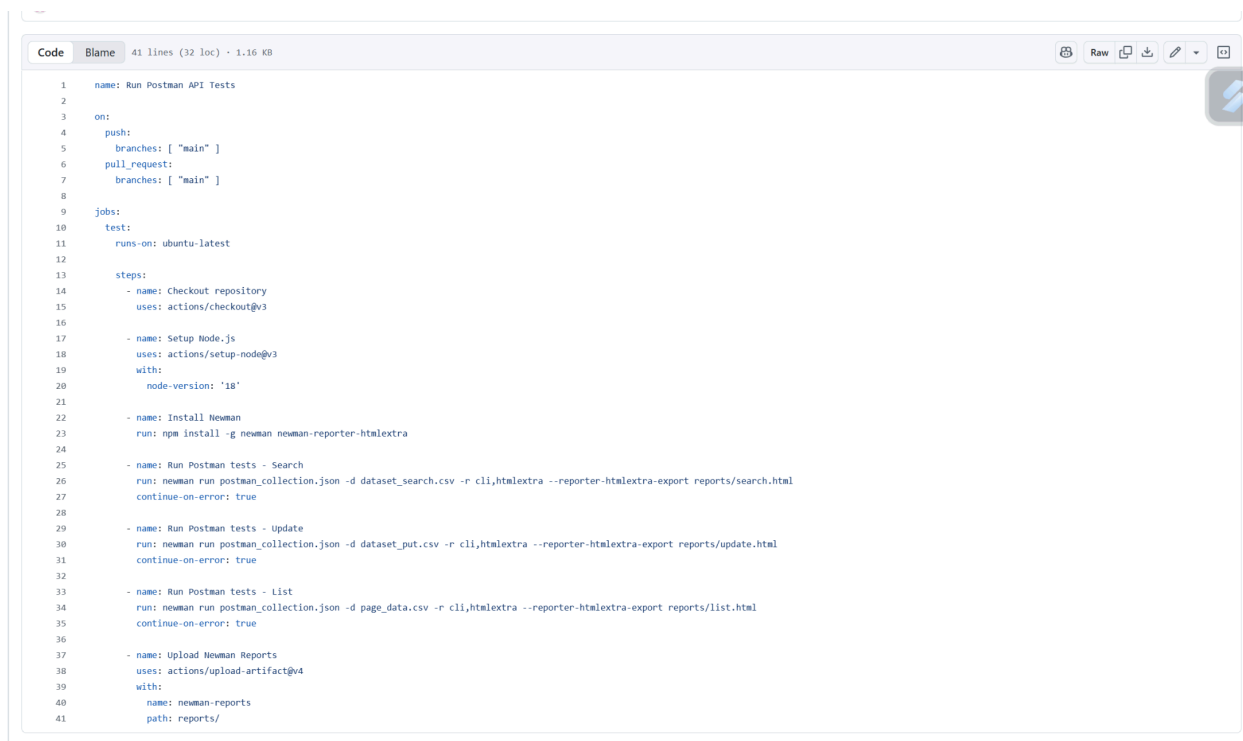 Code Blame 41 lines (32 loc) · 1.16 KB Raw
1 name: Run Postman API Tests
2
3 on:
4   push:
5     branches: [ "main" ]
6   pull_request:
7     branches: [ "main" ]
8
9 jobs:
10   test:
11     runs-on: ubuntu-latest
12
13     steps:
14       - name: Checkout repository
15         uses: actions/checkout@v3
16
17       - name: Setup Node.js
18         uses: actions/setup-node@v3
19         with:
20           node-version: '18'
21
22       - name: Install Newman
23         run: npm install -g newman newman-reporter-htmlextra
24
25       - name: Run Postman tests - Search
26         run: newman run postman_collection.json -d dataset_search.csv -r cli,htmlextra --reporter-htmlextra-export reports/search.html
27         continue-on-error: true
28
29       - name: Run Postman tests - Update
30         run: newman run postman_collection.json -d dataset_put.csv -r cli,htmlextra --reporter-htmlextra-export reports/update.html
31         continue-on-error: true
32
33       - name: Run Postman tests - List
34         run: newman run postman_collection.json -d page_data.csv -r cli,htmlextra --reporter-htmlextra-export reports/list.html
35         continue-on-error: true
36
37       - name: Upload Newman Reports
38         uses: actions/upload-artifact@v4
39         with:
40           name: newman-reports
41           path: reports/